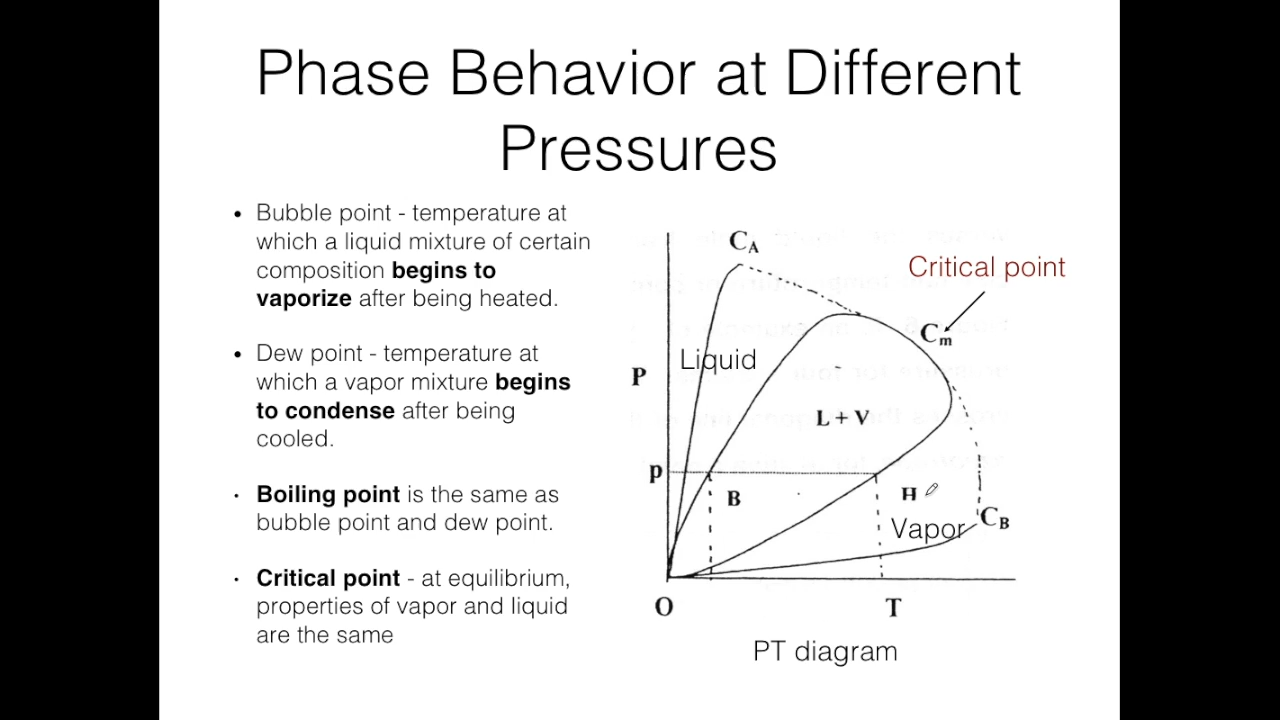 Phase Behavior at Different
Pressures
• Bubble point - temperature at
which a liquid mixture of certain
composition begins to
vaporize after being heated.
• Dew point - temperature at
which a vapor mixture begins
to condense after being
cooled.
· Boiling point is the same as
bubble point and dew point.
· Critical point - at equilibrium,
properties of vapor and liquid
are the same
CA
Critical point
Cm
Liquid
P
L + V
p
B
H
Vapor
CB
O
T
PT diagram